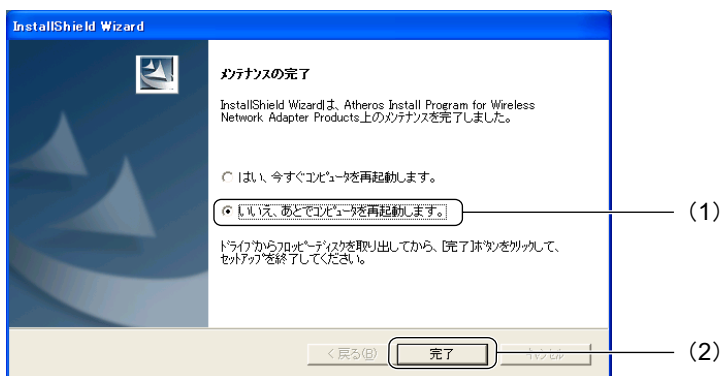 InstallShield Wizard
メンテナンスの完了
InstallShield Wizardは、Atheros Install Program for Wireless
Network Adapter Products上のメンテナンスを完了しました。
はい、今すぐコンピュータを再起動します。
いいえ、あとでコンピュータを再起動します。
(1)
ドライブからフロッピーディスクを取り出してから、[完了]ボタンをクリックして、
セットアップを終了してください。
< 戻る(B) 完了 キャンセル
(2)